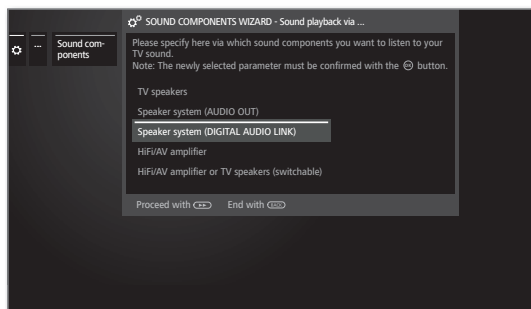 SOUND COMPONENTS WIZARD - Sound playback via ...
... Sound com-
ponents
Please specify here via which sound components you want to listen to your
TV sound.
Note: The newly selected parameter must be confirmed with the OK button.
TV speakers
Speaker system (AUDIO OUT)
Speaker system (DIGITAL AUDIO LINK)
HiFi/AV amplifier
HiFi/AV amplifier or TV speakers (switchable)
Proceed with End with